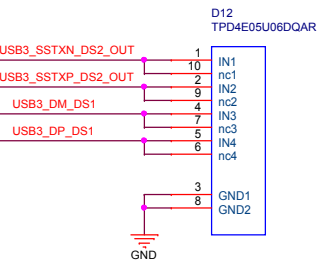 D12
TPD4E05U06DQAR
USB3_SSTXN_DS2_OUT
1
IN1
10
nc1
USB3_SSTXP_DS2_OUT
2
IN2
9
nc2
USB3_DM_DS1
4
IN3
7
nc3
USB3_DP_DS1
5
IN4
6
nc4
3
GND1
8
GND2
GND